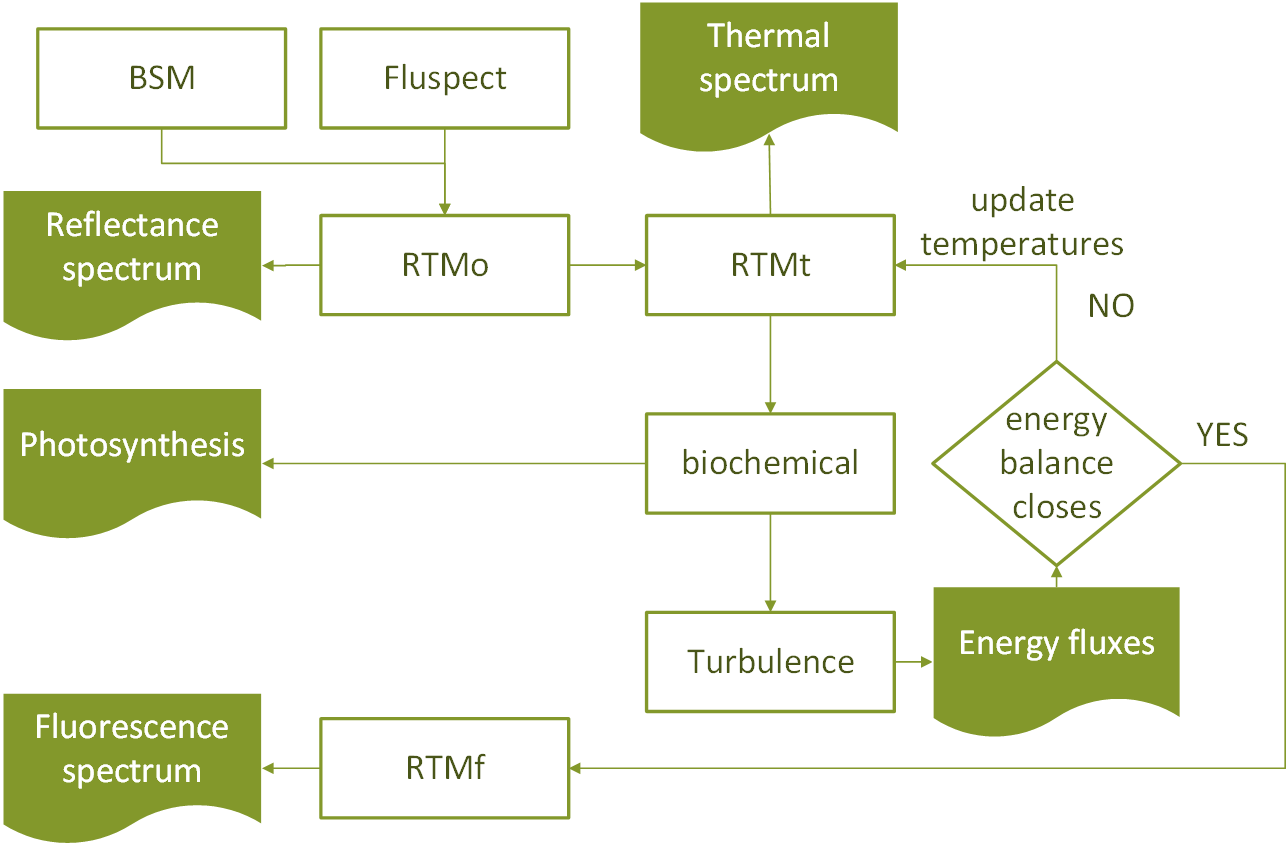 BSM
Fluspect
Thermal
spectrum
Reflectance
spectrum
RTMo
RTMt
update
temperatures
NO
Photosynthesis
biochemical
energy
balance
closes
YES
Turbulence
Energy fluxes
Fluorescence
spectrum
RTMf